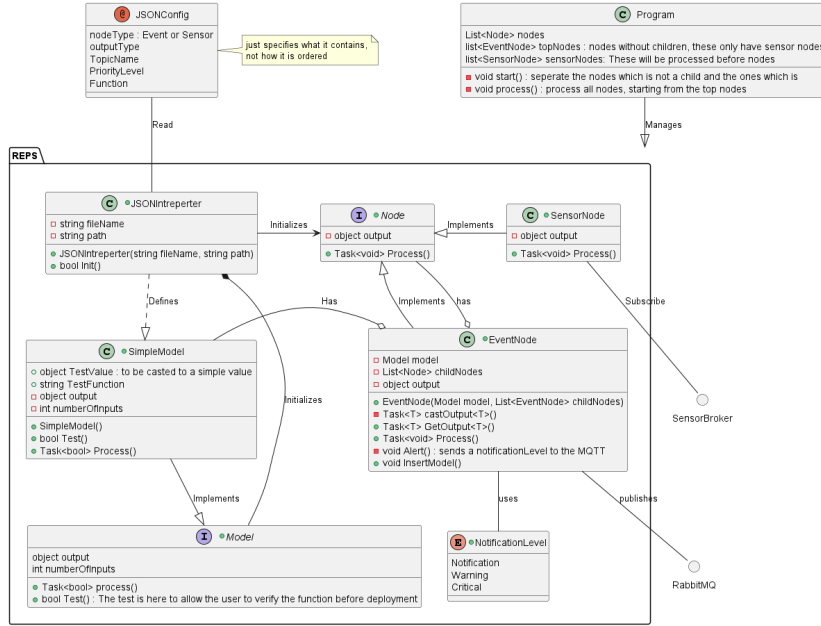 @ JSONConfig
nodeType : Event or Sensor
outputType
TopicName
PriorityLevel
Function
just specifies what it contains,
not how it is ordered
C Program
List<Node> nodes
list<EventNode> topNodes : nodes without children, these only have sensor nodes
list<SensorNode> sensorNodes: These will be processed before nodes
void start() : seperate the nodes which is not a child and the ones which is
void process() : process all nodes, starting from the top nodes
Read
Manages
REPS
C JSONIntreperter
string fileName
string path
JSONIntreperter(string fileName, string path)
bool Init()
Initializes
I Node
object output
Task<void> Process()
Implements
C SensorNode
object output
Task<void> Process()
Defines
Has
Implements
has
Subscribe
C SimpleModel
object TestValue : to be casted to a simple value
string TestFunction
object output
int numberOfInputs
SimpleModel()
bool Test()
Task<bool> Process()
Initializes
C EventNode
Model model
List<Node> childNodes
object output
EventNode(Model model, List<EventNode> childNodes)
Task<T> castOutput<T>()
Task<T> GetOutput<T>()
Task<void> Process()
void Alert() : sends a notificationLevel to the MQTT
void InsertModel()
SensorBroker
Implements
uses
publishes
I Model
object output
int numberOfInputs
Task<bool> process()
bool Test() : The test is here to allow the user to verify the function before deployment
E NotificationLevel
Notification
Warning
Critical
RabbitMQ